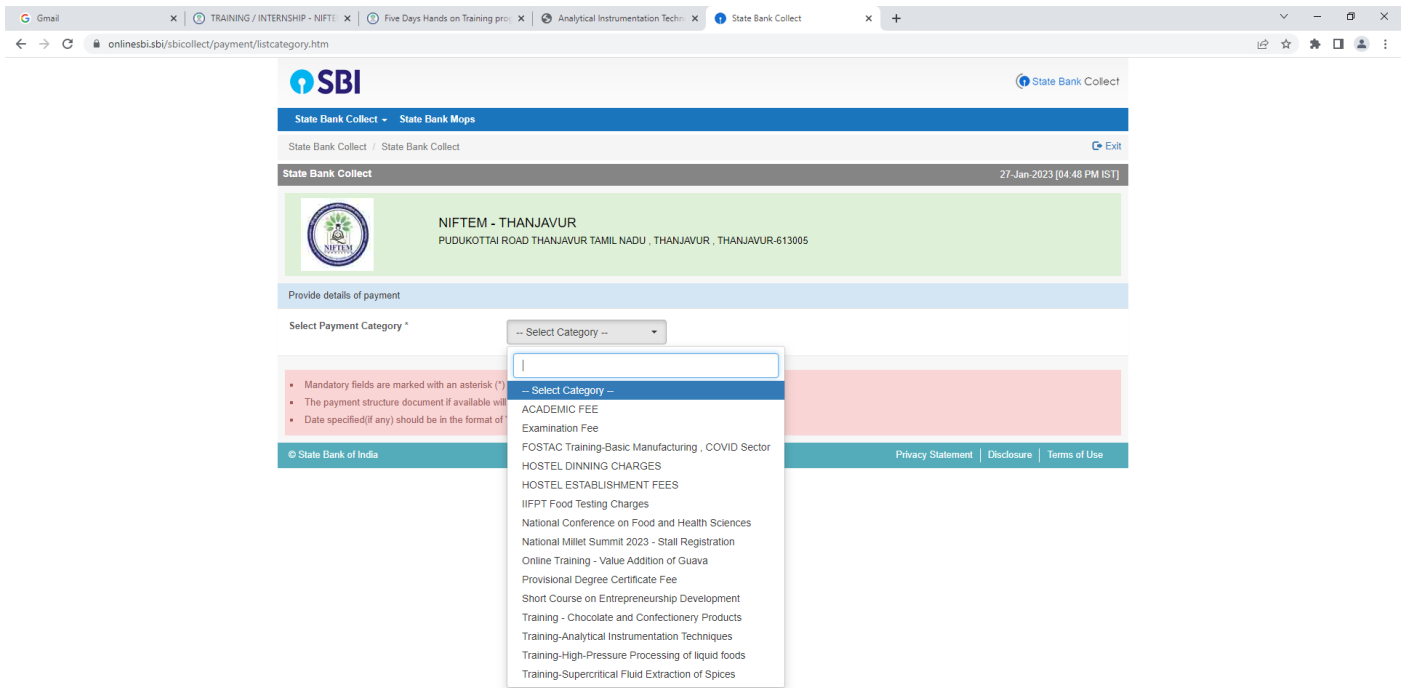 Gmail
TRAINING / INTERNSHIP - NIFTE
Five Days Hands on Training prog
Analytical Instrumentation Techni
State Bank Collect
onlinesbi.sbi/sbicollect/payment/listcategory.htm
SBI
State Bank Collect
State Bank Collect State Bank Mops
State Bank Collect / State Bank Collect Exit
State Bank Collect 27-Jan-2023 [04:48 PM IST]
NIFTEM
NIFTEM - THANJAVUR
PUDUKOTTAI ROAD THANJAVUR TAMIL NADU , THANJAVUR , THANJAVUR-613005
Provide details of payment
Select Payment Category *
-- Select Category --
Mandatory fields are marked with an asterisk (*)
The payment structure document if available will
Date specified(if any) should be in the format of '
-- Select Category --
ACADEMIC FEE
Examination Fee
FOSTAC Training-Basic Manufacturing , COVID Sector
HOSTEL DINNING CHARGES
HOSTEL ESTABLISHMENT FEES
IIFPT Food Testing Charges
National Conference on Food and Health Sciences
National Millet Summit 2023 - Stall Registration
Online Training - Value Addition of Guava
Provisional Degree Certificate Fee
Short Course on Entrepreneurship Development
Training - Chocolate and Confectionery Products
Training-Analytical Instrumentation Techniques
Training-High-Pressure Processing of liquid foods
Training-Supercritical Fluid Extraction of Spices
© State Bank of India
Privacy Statement | Disclosure | Terms of Use